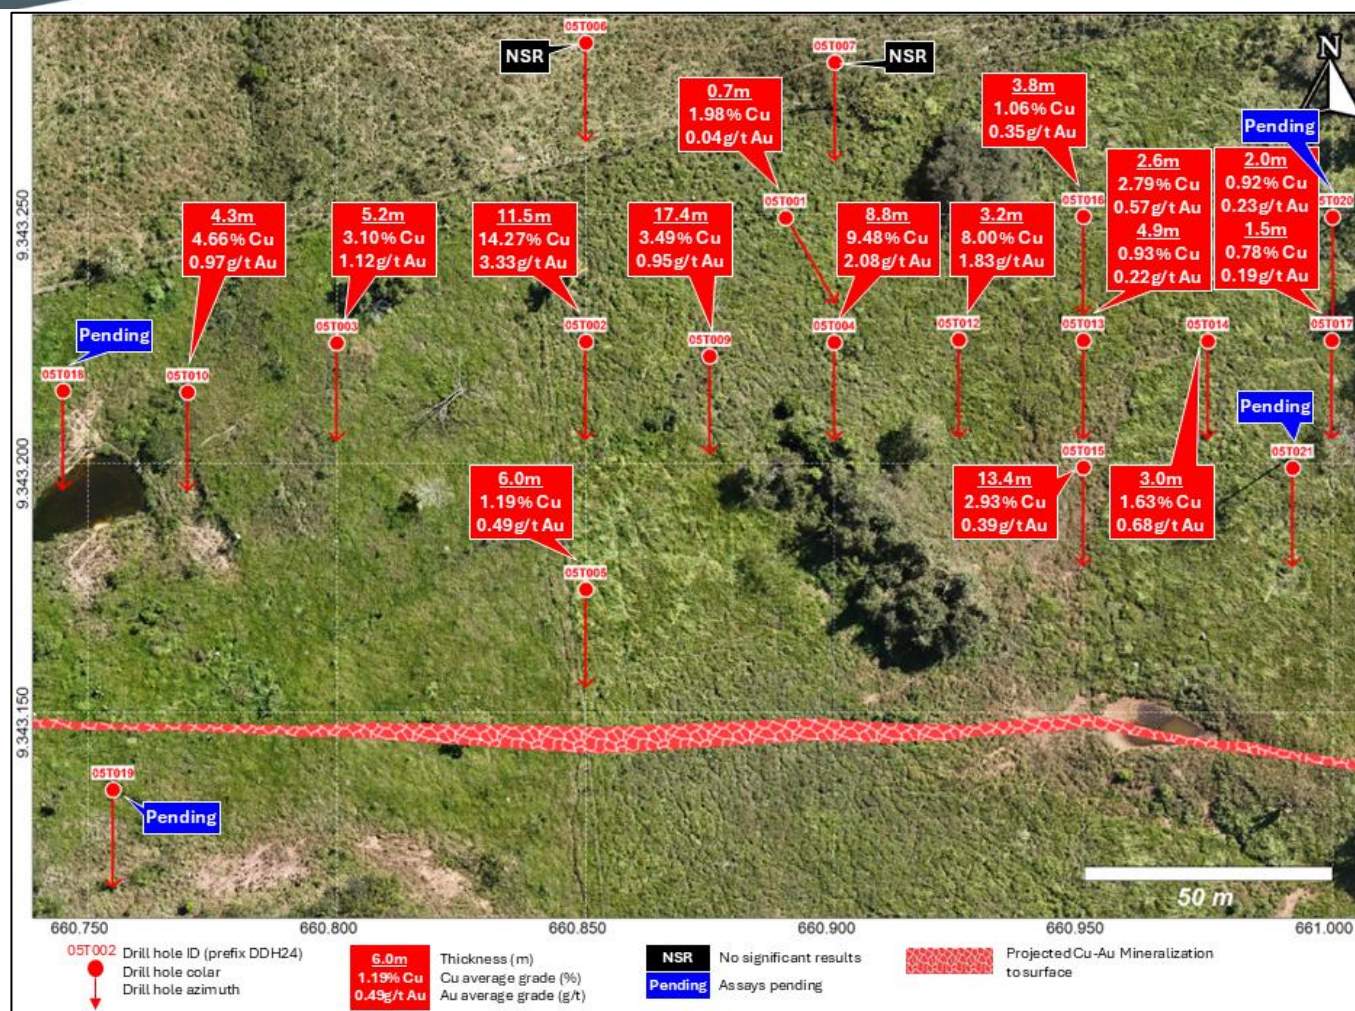 05T006
NSR
05T007
NSR
N
0.7m
1.98% Cu
0.04g/t Au
3.8m
1.06% Cu
0.35g/t Au
Pending
2.6m
2.79% Cu
0.57g/t Au
4.9m
0.93% Cu
0.22g/t Au
2.0m
0.92% Cu
0.23g/t Au
1.5m
0.78% Cu
0.19g/t Au
05T001
05T016
05T020
9.343.250
4.3m
4.66% Cu
0.97g/t Au
5.2m
3.10% Cu
1.12g/t Au
11.5m
14.27% Cu
3.33g/t Au
17.4m
3.49% Cu
0.95g/t Au
8.8m
9.48% Cu
2.08g/t Au
3.2m
8.00% Cu
1.83g/t Au
Pending
05T018
05T010
05T003
05T002
05T009
05T004
05T012
05T013
05T014
05T017
Pending
9.343.200
6.0m
1.19% Cu
0.49g/t Au
05T015
05T021
13.4m
2.93% Cu
0.39g/t Au
3.0m
1.63% Cu
0.68g/t Au
05T005
9.343.150
05T019
Pending
50 m
660.750 660.800 660.850 660.900 660.950 661.000
05T002 Drill hole ID (prefix DDH24)
Drill hole colar
Drill hole azimuth
6.0m Thickness (m)
1.19% Cu Cu average grade (%)
0.49g/t Au Au average grade (g/t)
NSR No significant results
Pending Assays pending
Projected Cu-Au Mineralization
to surface